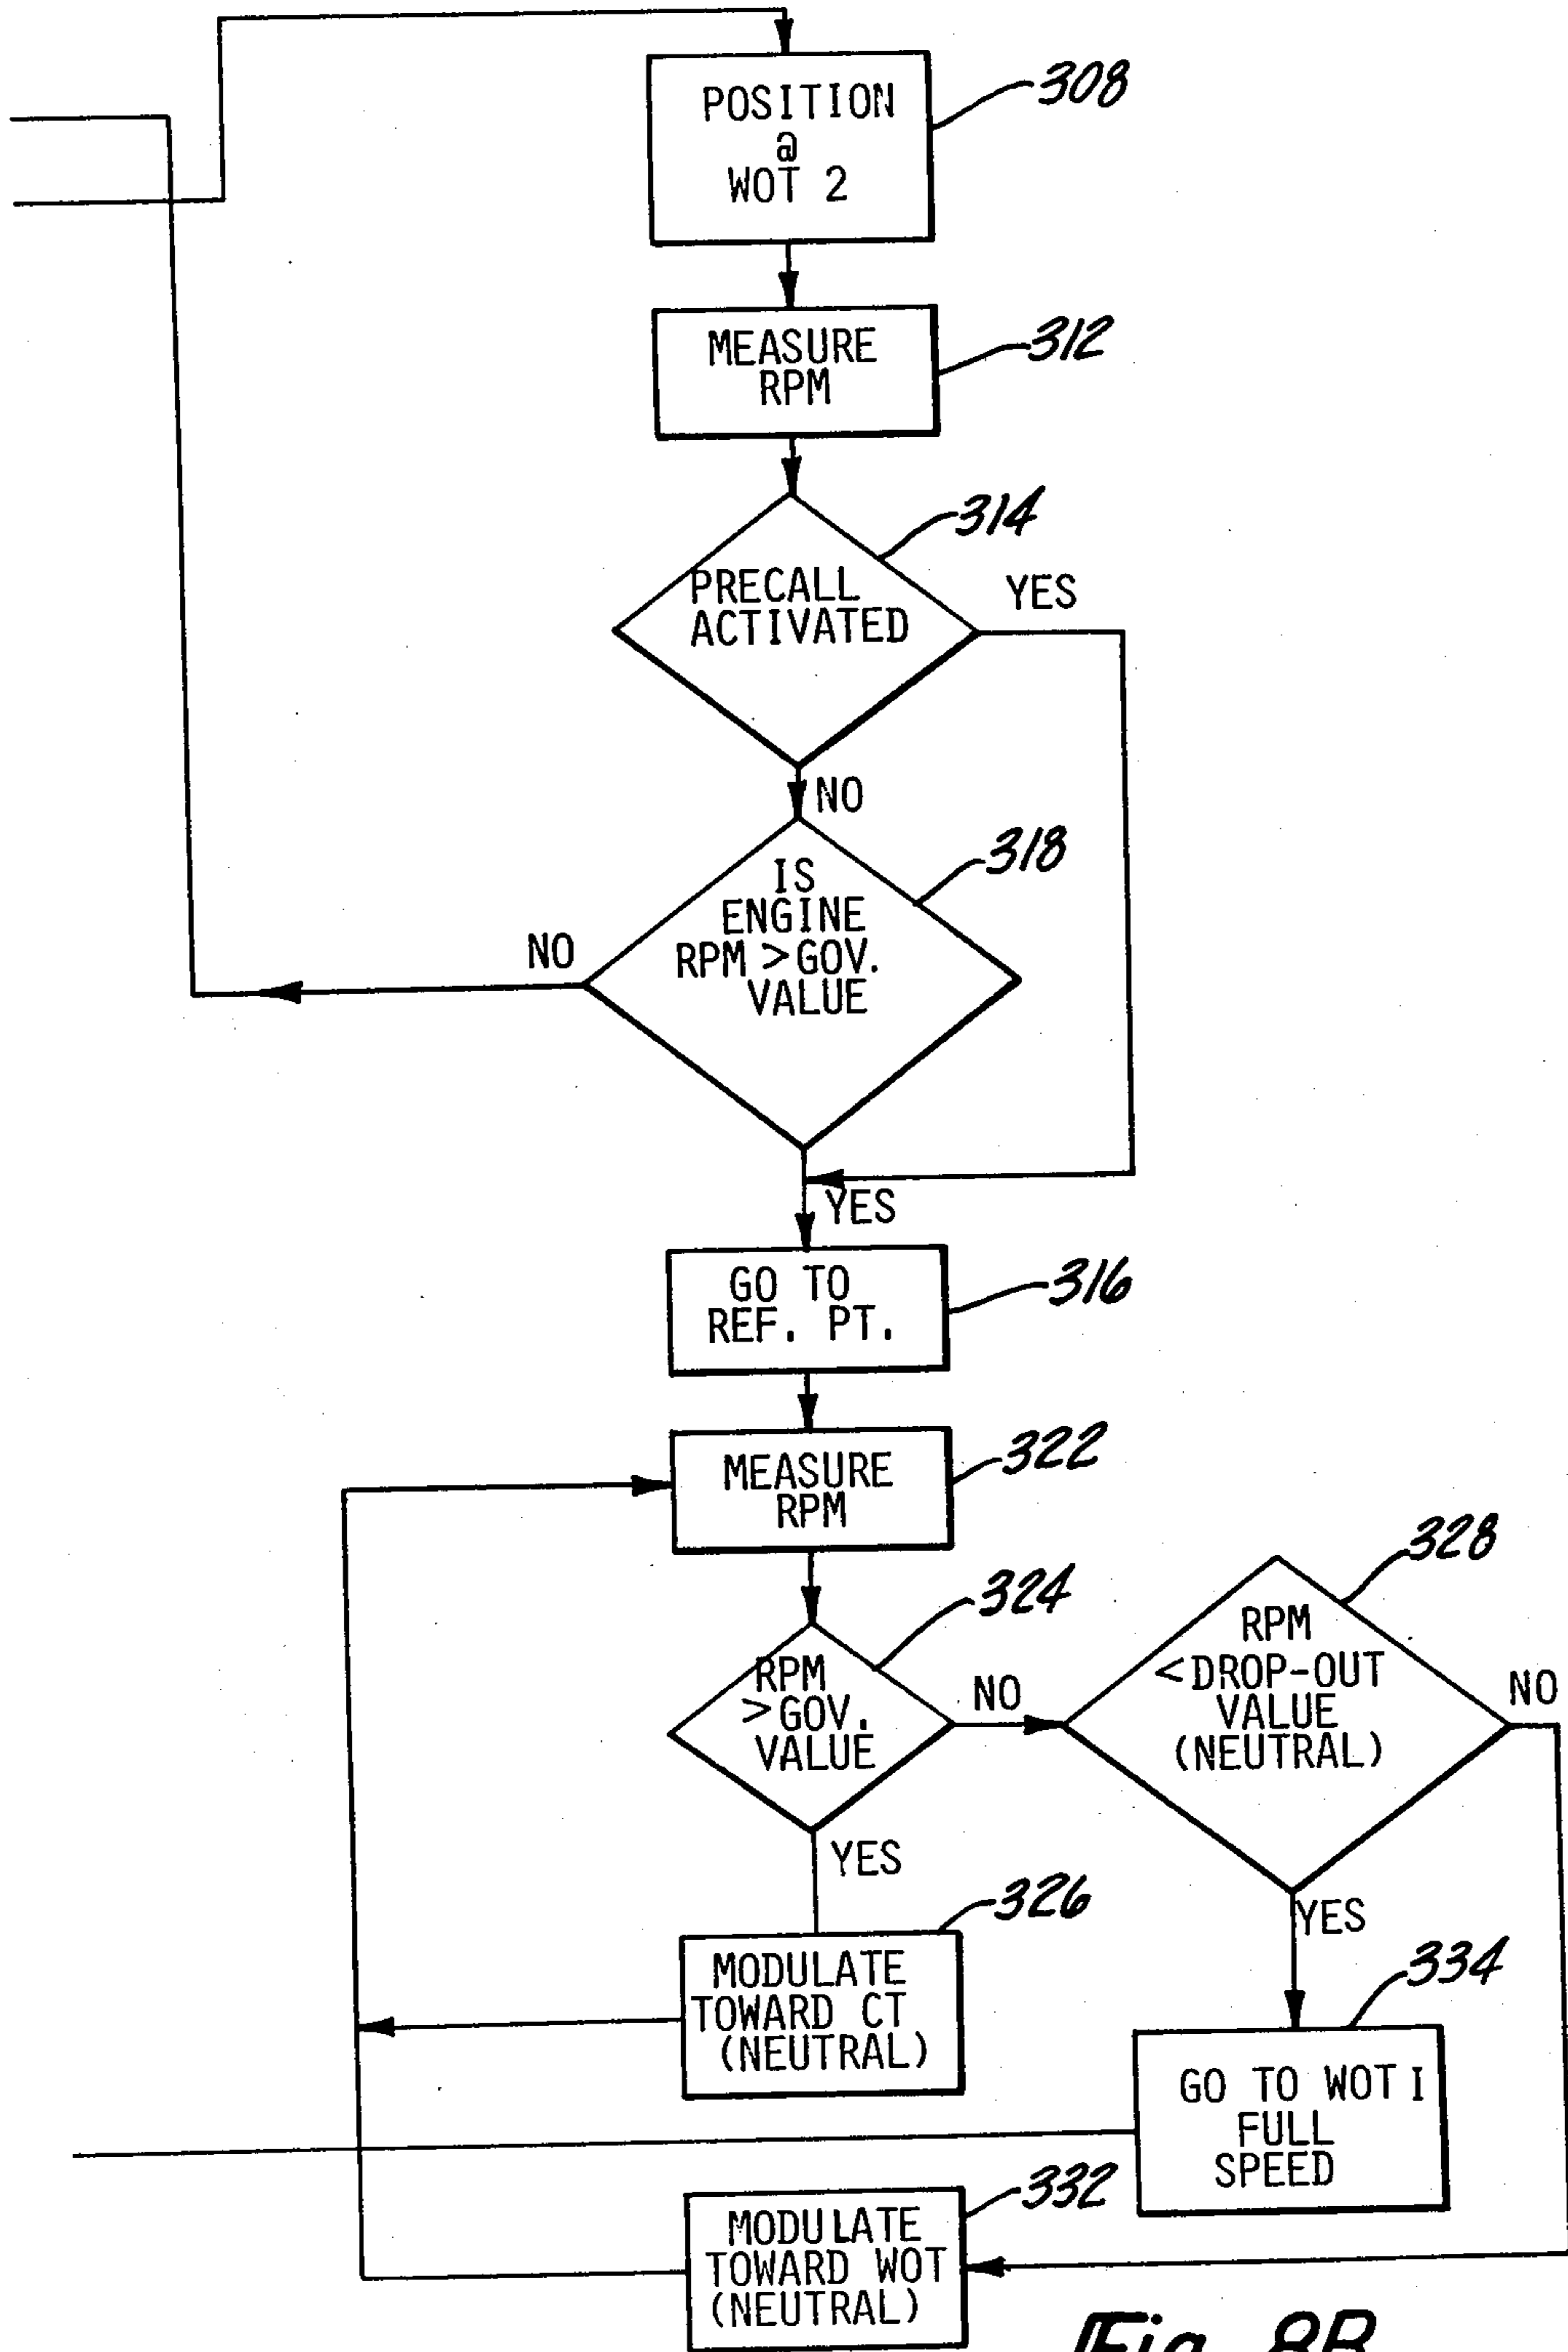 POSITION
@
WOT 2
308
MEASURE
RPM
312
314
PRECALL
ACTIVATED
YES
NO
318
IS
ENGINE
RPM > GOV.
VALUE
NO
YES
GO TO
REF. PT.
316
MEASURE
RPM
322
324
RPM
> GOV.
VALUE
NO
328
RPM
< DROP-OUT
VALUE
(NEUTRAL)
NO
YES
YES
326
MODULATE
TOWARD CT
(NEUTRAL)
334
GO TO WOT I
FULL
SPEED
332
MODULATE
TOWARD WOT
(NEUTRAL)
Fig. 8B